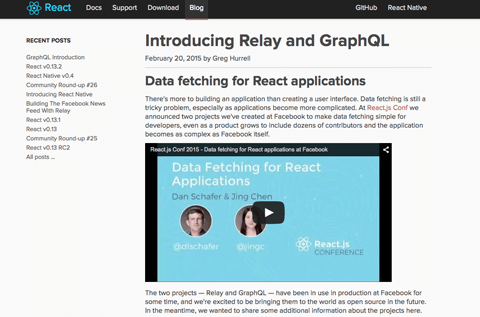 React Docs Support Download Blog GitHub React Native
RECENT POSTS
GraphQL Introduction
React v0.13.2
React Native v0.4
Community Round-up #26
Introducing React Native
Building The Facebook News
Feed With Relay
React v0.13.1
React v0.13
Community Round-up #25
React v0.13 RC2
All posts ...
Introducing Relay and GraphQL
February 20, 2015 by Greg Hurrell
Data fetching for React applications
There's more to building an application than creating a user interface. Data fetching is still a
tricky problem, especially as applications become more complicated. At React.js Conf we
announced two projects we've created at Facebook to make data fetching simple for
developers, even as a product grows to include dozens of contributors and the application
becomes as complex as Facebook itself.
React.js Conf 2015 - Data fetching for React applications at Facebook
Data Fetching for React
Applications
Dan Schafer & Jing Chen
@dlschafer @jingc
React.js
CONFERENCE
The two projects — Relay and GraphQL — have been in use in production at Facebook for
some time, and we're excited to be bringing them to the world as open source in the future.
In the meantime, we wanted to share some additional information about the projects here.